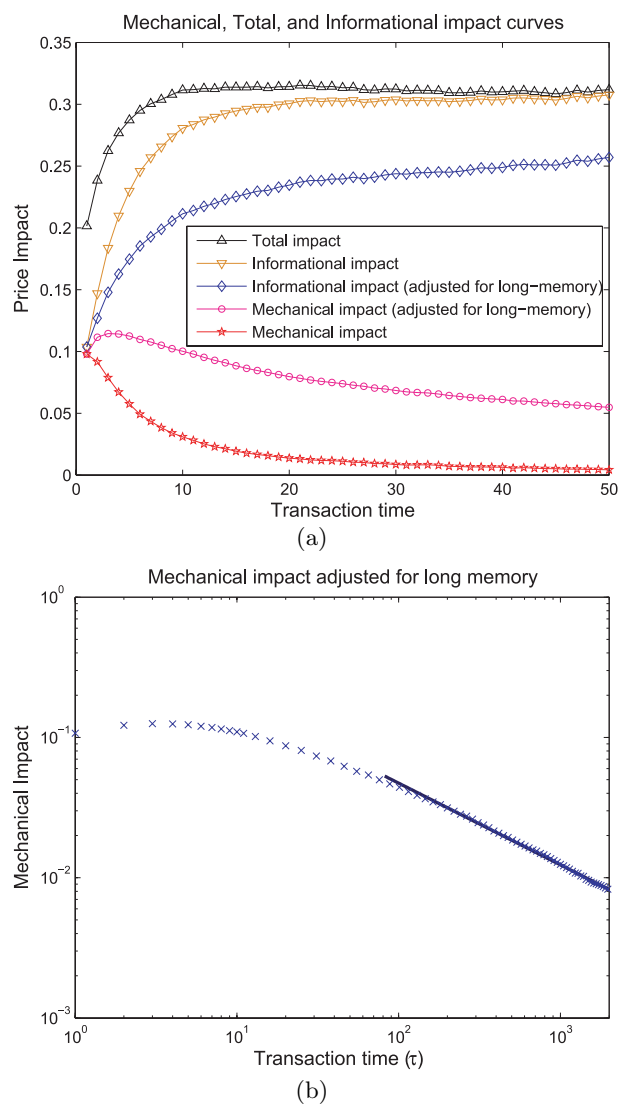 Mechanical, Total, and Informational impact curves
0.35
0.3
0.25
0.2
0.15
0.1
0.05
0
Price Impact
Total impact
Informational impact
Informational impact (adjusted for long−memory)
Mechanical impact (adjusted for long−memory)
Mechanical impact
0 10 20 30 40 50
Transaction time
(a)
Mechanical impact adjusted for long memory
10^0
10^-1
10^-2
10^-3
Mechanical Impact
10^0 10^1 10^2 10^3
Transaction time (τ)
(b)